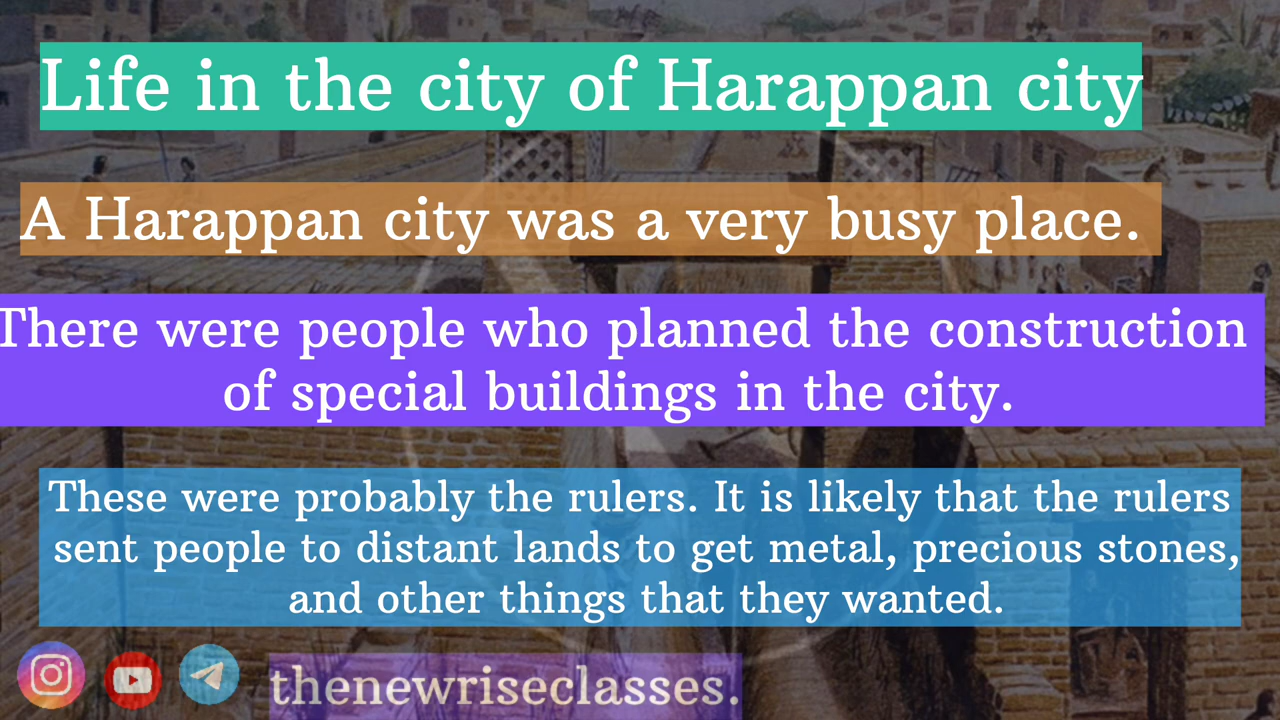 Life in the city of Harappan city
A Harappan city was a very busy place.
There were people who planned the construction
of special buildings in the city.
These were probably the rulers. It is likely that the rulers
sent people to distant lands to get metal, precious stones,
and other things that they wanted.
thenewriseclasses.